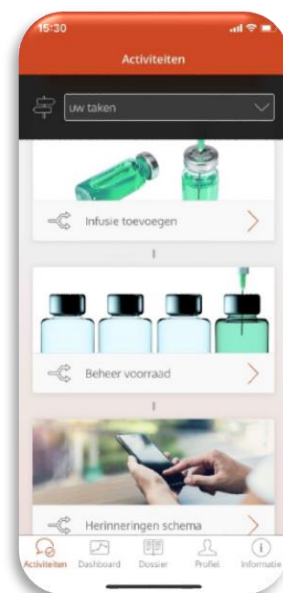 15:30
Activiteiten
uw taken
Infusie toevoegen
Beheer voorraad
Herinneringen schema
Activiteiten Dashboard Dossier Profiel Informatie